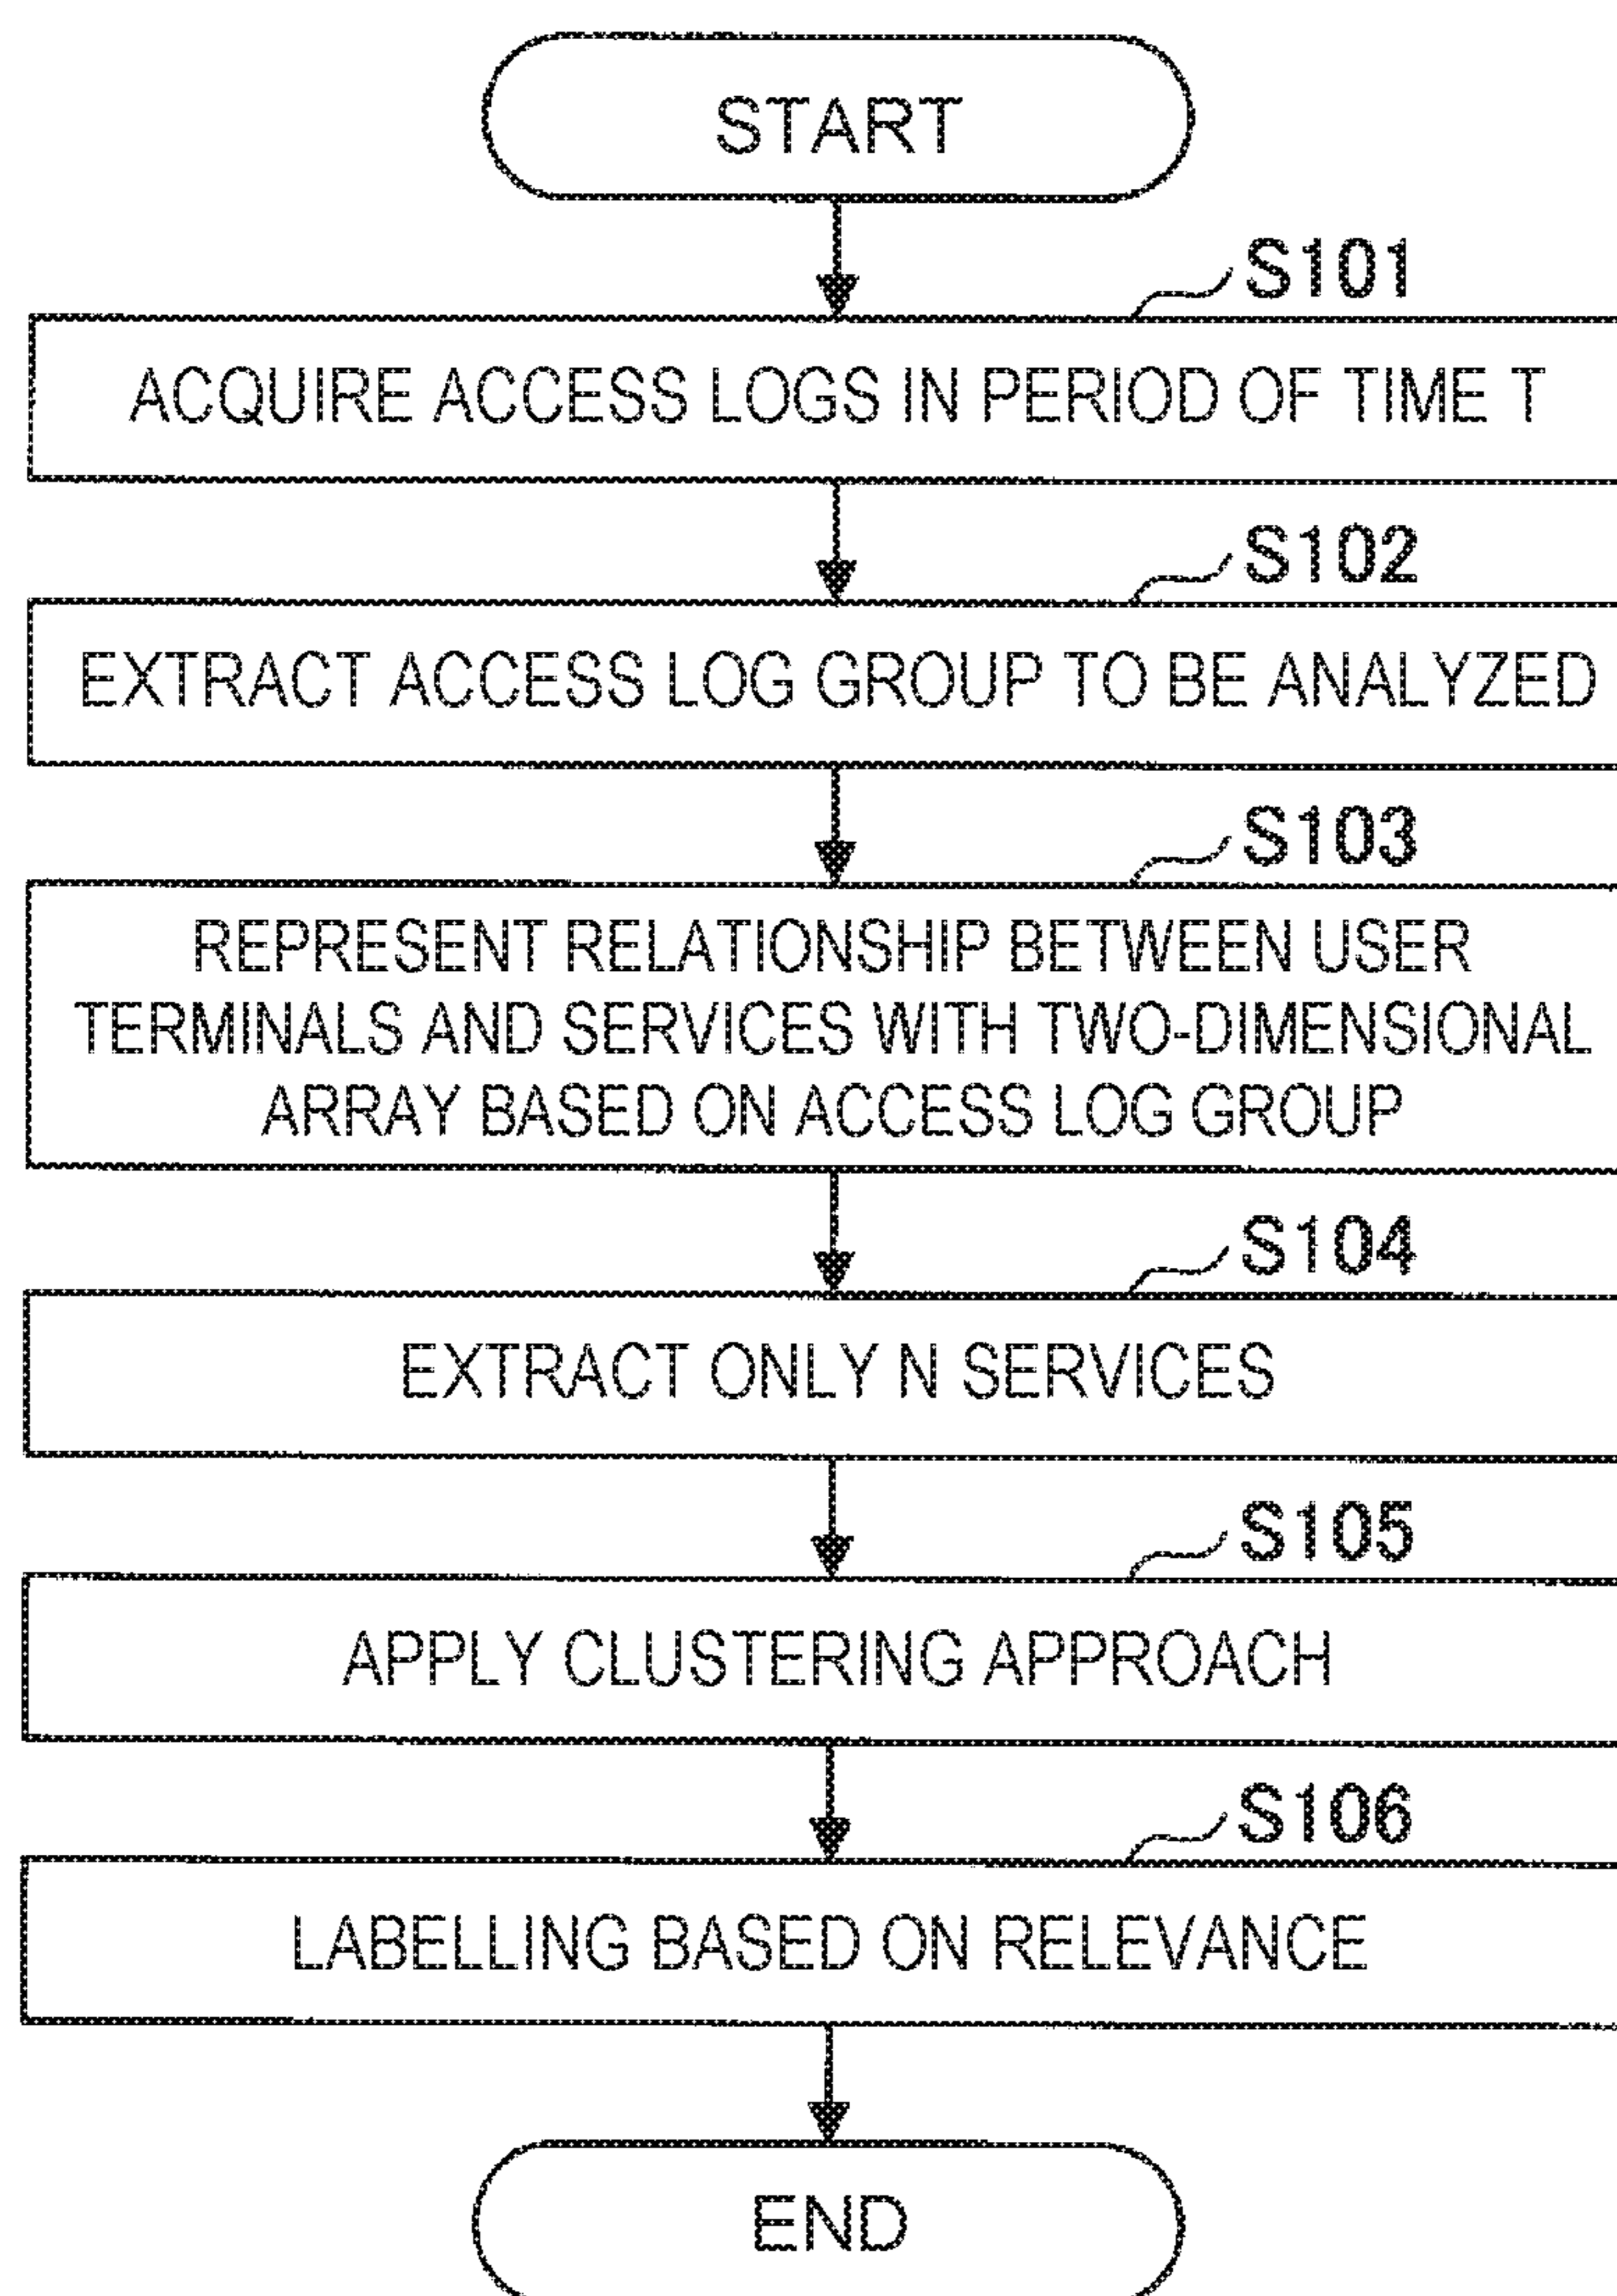 START
S101
ACQUIRE ACCESS LOGS IN PERIOD OF TIME T
S102
EXTRACT ACCESS LOG GROUP TO BE ANALYZED
S103
REPRESENT RELATIONSHIP BETWEEN USER
TERMINALS AND SERVICES WITH TWO-DIMENSIONAL
ARRAY BASED ON ACCESS LOG GROUP
S104
EXTRACT ONLY N SERVICES
S105
APPLY CLUSTERING APPROACH
S106
LABELLING BASED ON RELEVANCE
END